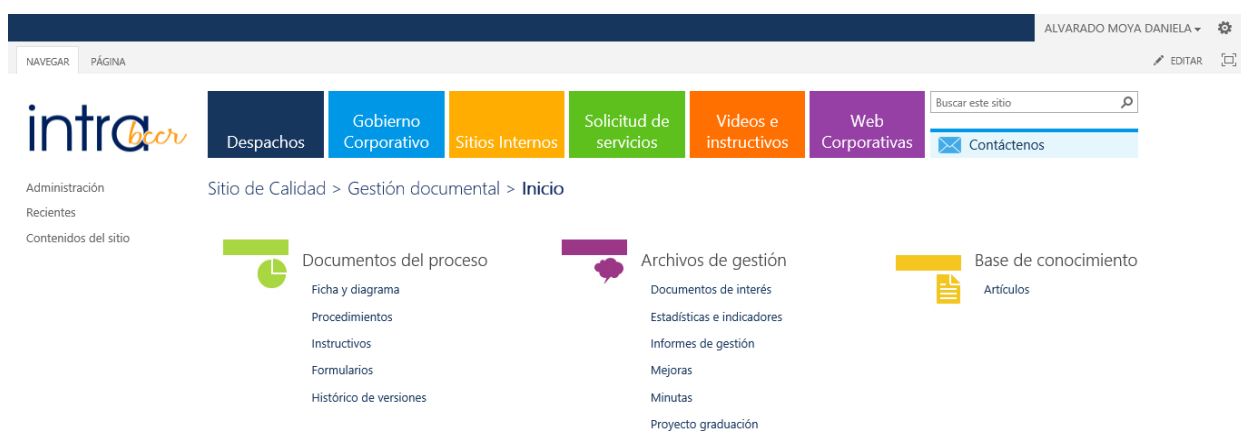 ALVARADO MOYA DANIELA
NAVEGAR PÁGINA EDITAR
intra
bccr
Despachos
Gobierno
Corporativo
Sitios Internos
Solicitud de
servicios
Videos e
instructivos
Web
Corporativas
Buscar este sitio
Contáctenos
Administración
Recientes
Contenidos del sitio
Sitio de Calidad > Gestión documental > Inicio
Documentos del proceso
Ficha y diagrama
Procedimientos
Instructivos
Formularios
Histórico de versiones
Archivos de gestión
Documentos de interés
Estadísticas e indicadores
Informes de gestión
Mejoras
Minutas
Proyecto graduación
Base de conocimiento
Artículos